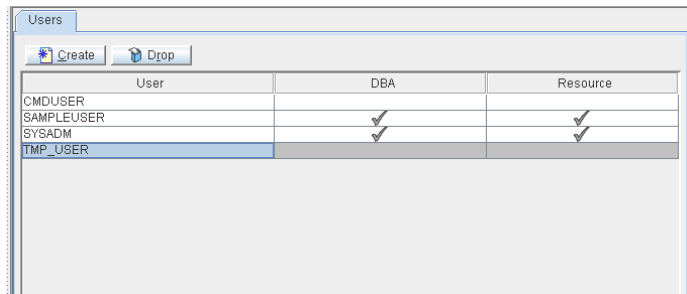 Users
Create Drop
User DBA Resource
CMDUSER
SAMPLEUSER
SYSADM
TMP_USER